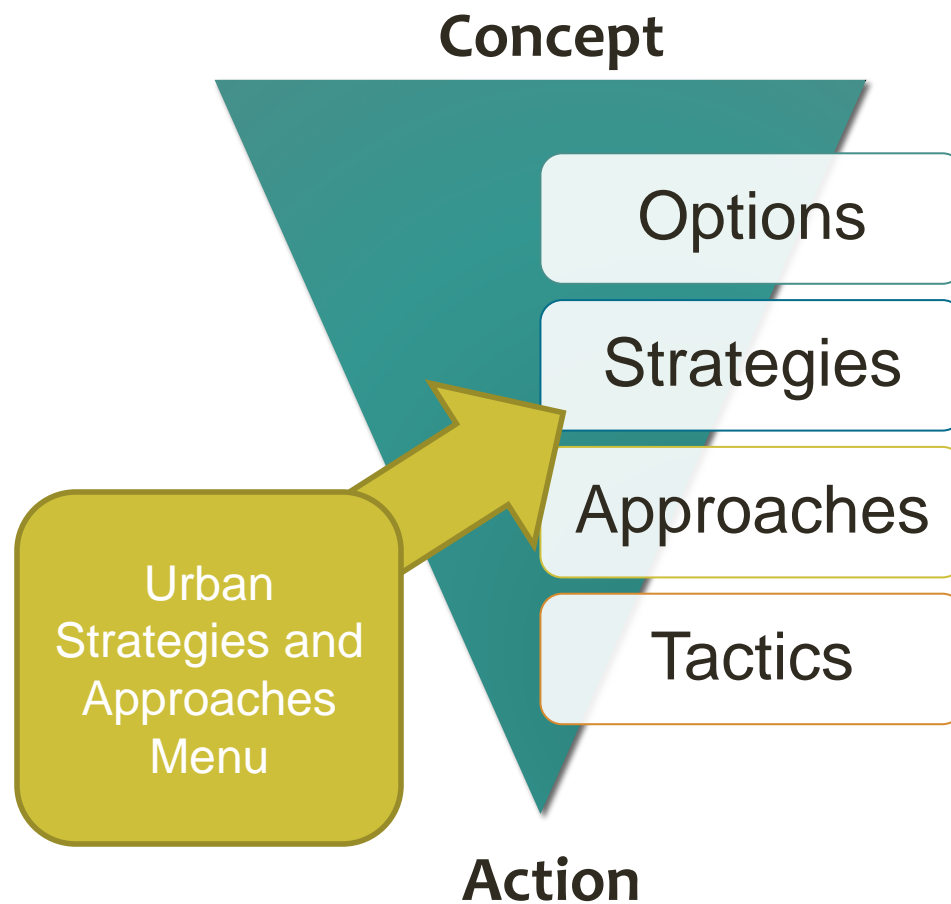 Concept
Options
Strategies
Approaches
Tactics
Urban
Strategies and
Approaches
Menu
Action